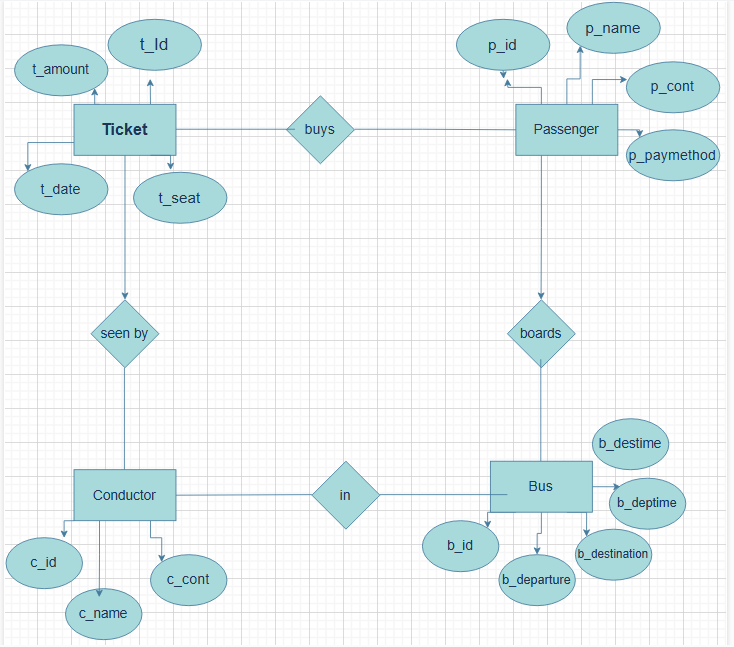 t_Id
p_id
p_name
t_amount
p_cont
Ticket
buys
Passenger
p_paymethod
t_date
t_seat
seen by
boards
b_destime
Conductor
in
Bus
b_deptime
c_id
c_cont
c_name
b_id
b_departure
b_destination